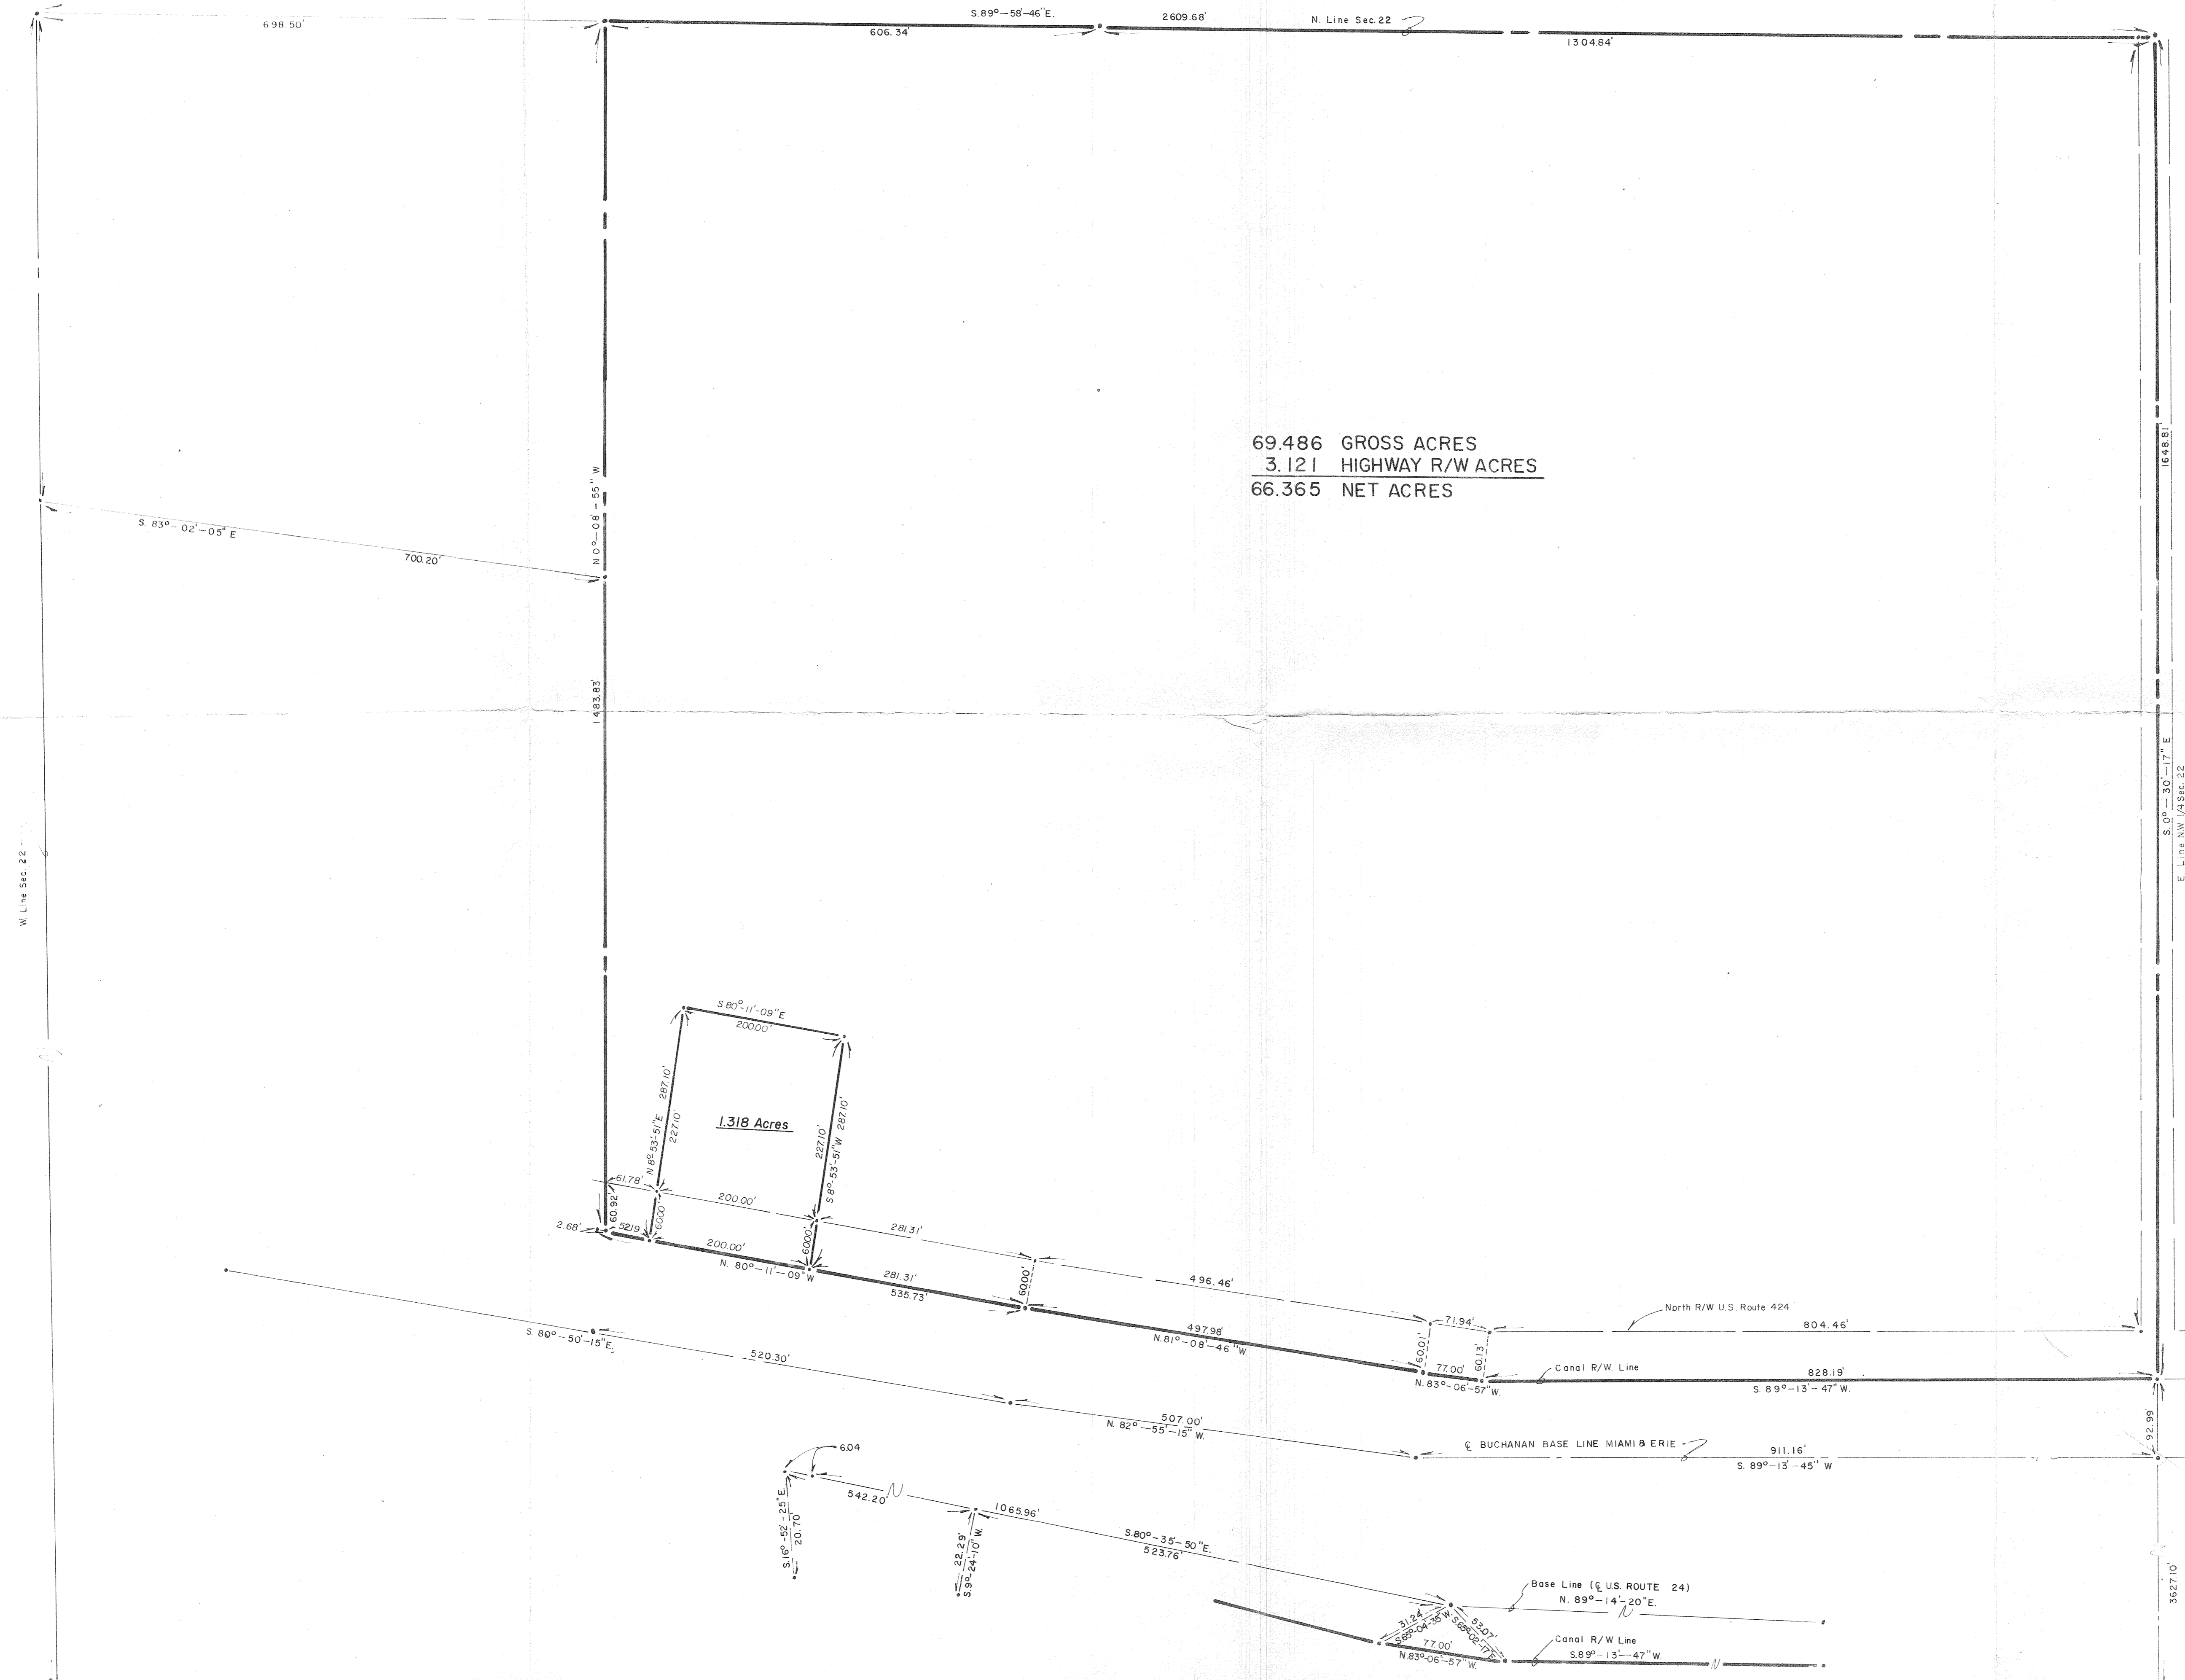 698.50'
S.89°-58'-46"E.
2609.68'
N. Line Sec.22
606.34'
1304.84'
69.486 GROSS ACRES
3.121 HIGHWAY R/W ACRES
66.365 NET ACRES
1648.81'
N 0°-08'-55" W
S. 83°-02'-05" E
700.20'
1483.83'
S. 0°-30'-17" E
E. Line N.W 1/4 Sec. 22
W. Line Sec. 22
S 80°-11'-09" E
200.00'
N 8°-53'-51" E 287.10'
227.10'
1.318 Acres
227.10'
S 8°-53'-51" W 287.10'
61.78'
60.92'
200.00'
2.68'
52.19
60.00'
281.31'
200.00'
60.00'
N. 80°-11'-09" W
281.31'
535.73'
60.00'
496.46'
North R/W U.S. Route 424
71.94'
804.46'
497.98'
N.81°-08'-46" W.
60.01'
60.13'
77.00'
N.83°-06'-57" W.
Canal R/W. Line
828.19'
S. 89°-13'-47" W.
S. 80°-50'-15" E.
520.30'
507.00'
N. 82°-55'-15" W.
92.99'
℄ BUCHANAN BASE LINE MIAMI & ERIE
911.16'
S. 89°-13'-45" W
6.04
542.20'
1065.96'
S.16°-52'-25" E.
20.70'
22.29'
S.9°-24'-10" W.
S.80°-35'-50" E.
523.76'
Base Line (℄ U.S. ROUTE 24)
N. 89°-14'-20" E.
31.24'
S.65°-04'-35" W.
53.07'
S.65°-02'-17" E.
77.00'
N.83°-06'-57" W.
Canal R/W Line
S.89°-13'-47" W.
3627.10'